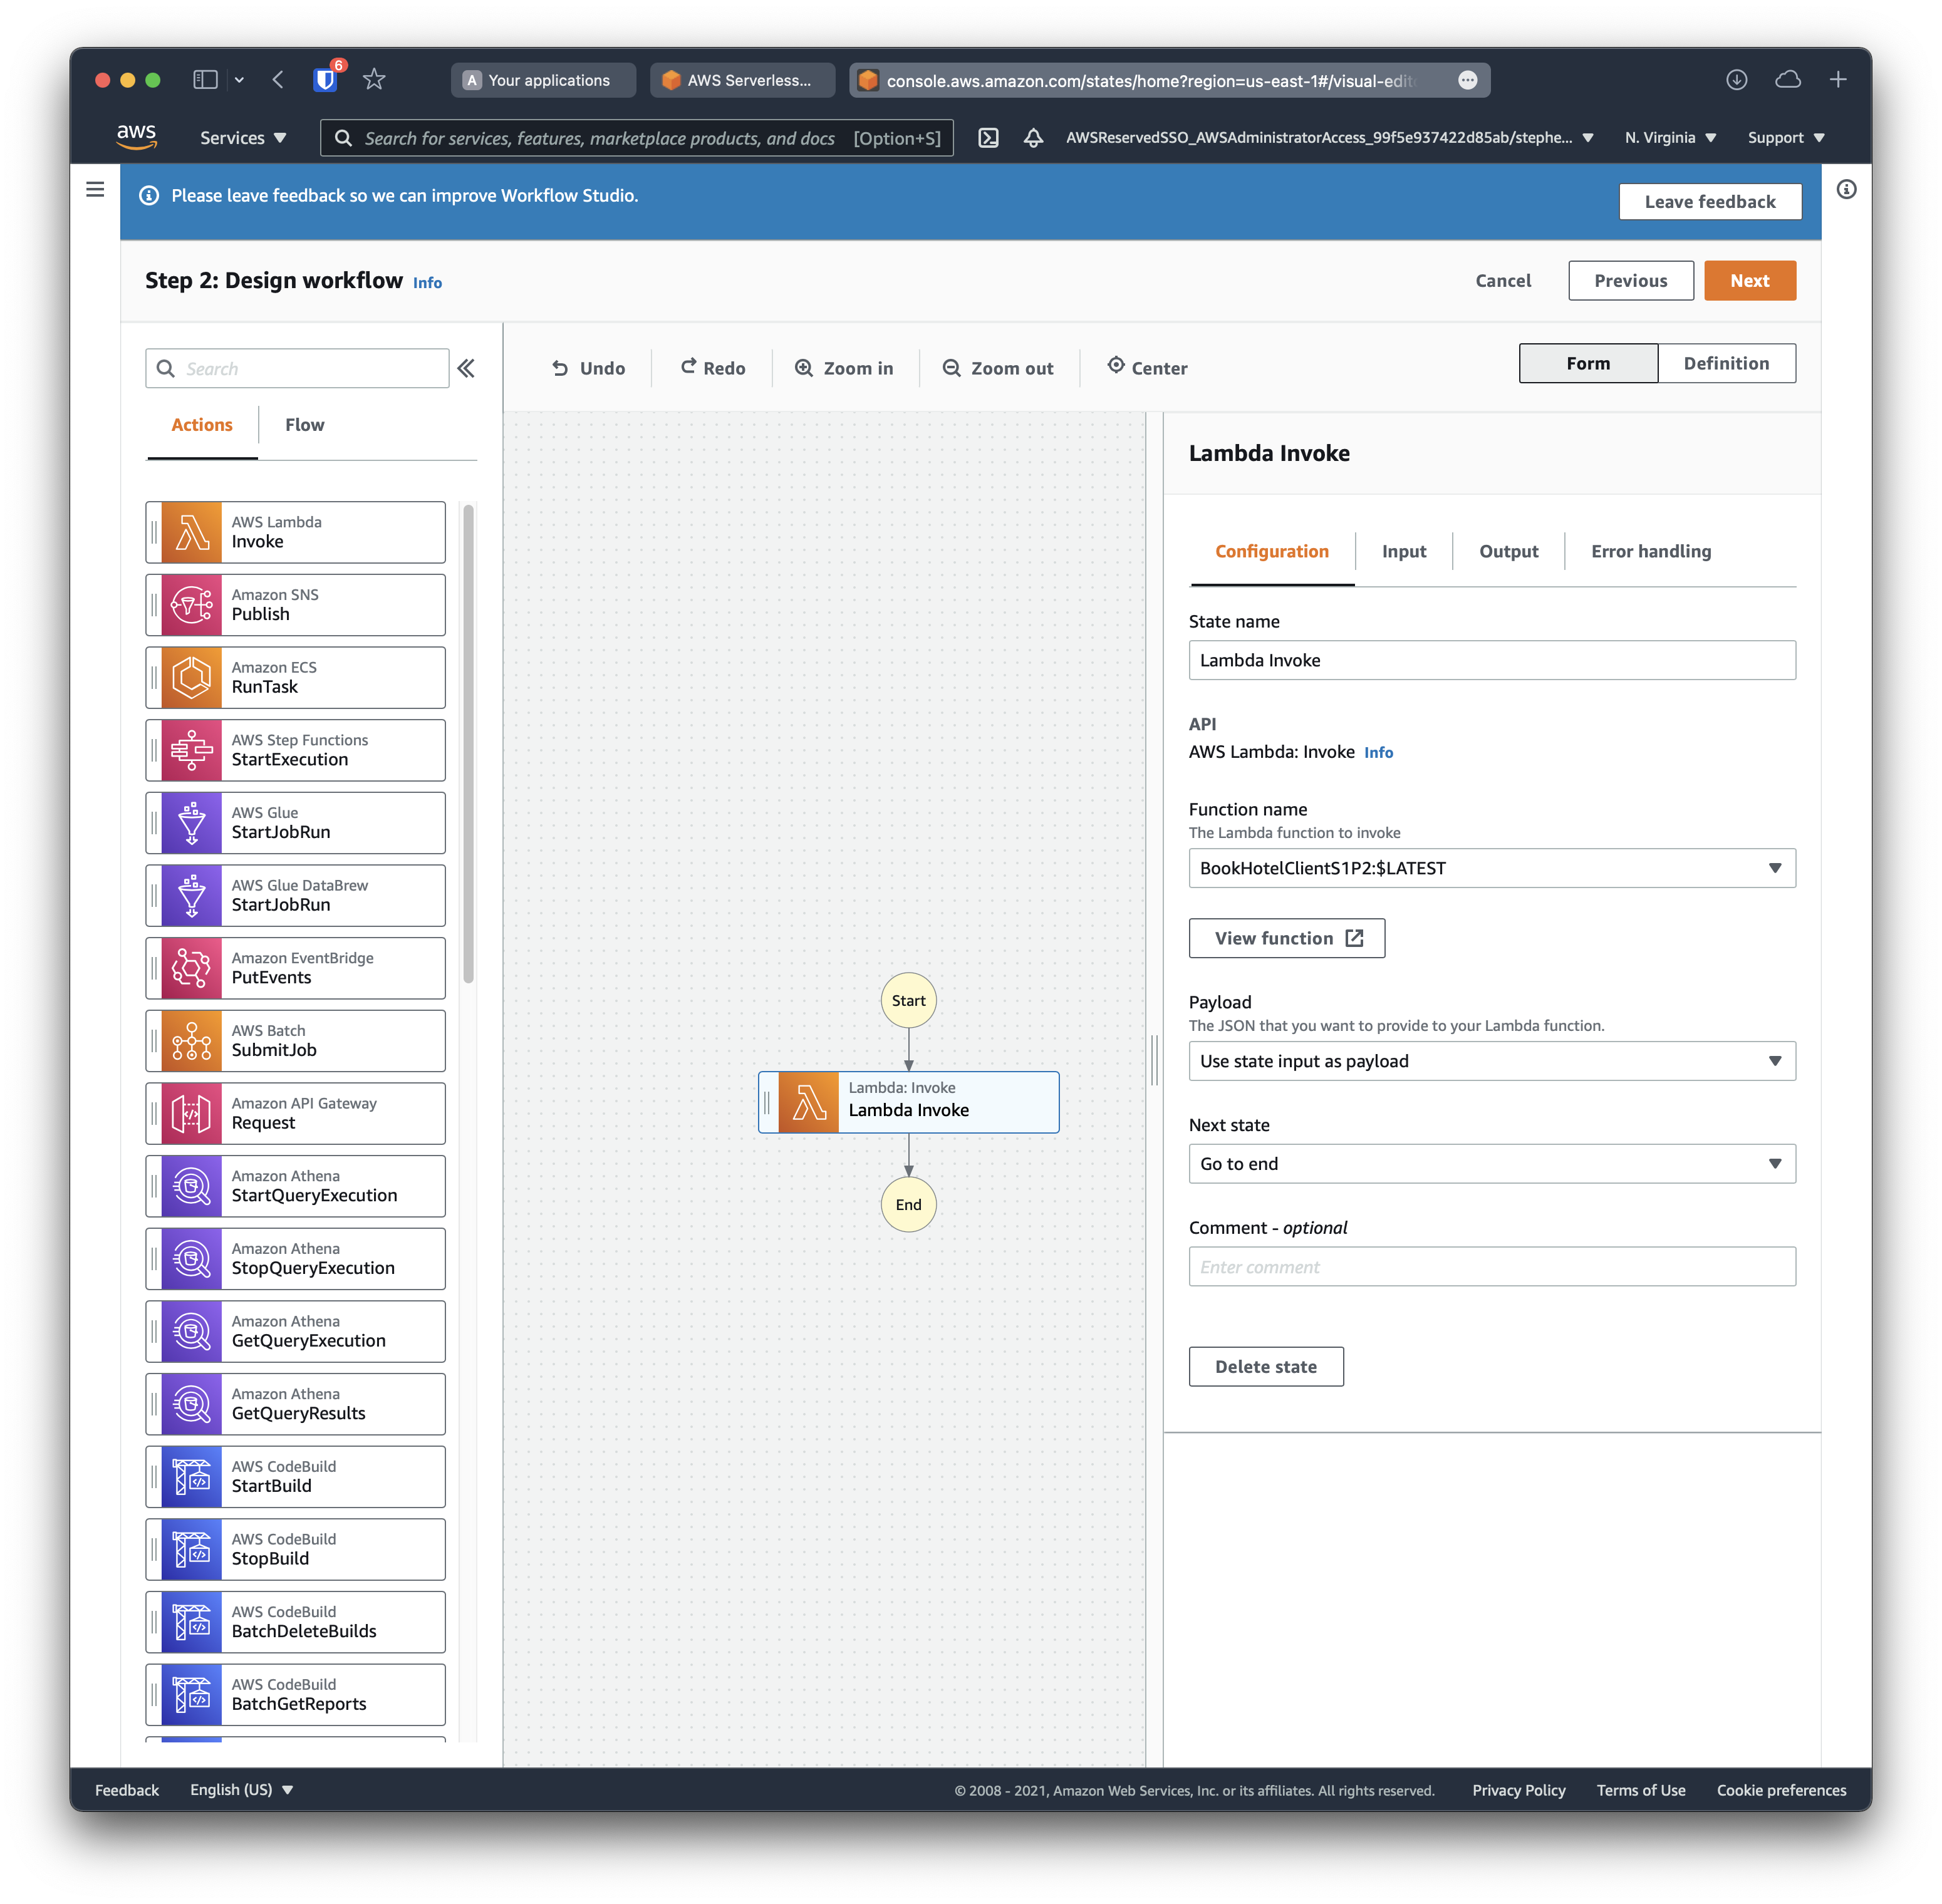 6
A Your applications
AWS Serverless...
console.aws.amazon.com/states/home?region=us-east-1#/visual-edit
aws
Services
Search for services, features, marketplace products, and docs [Option+S]
AWSReservedSSO_AWSAdministratorAccess_99f5e937422d85ab/stephe...
N. Virginia
Support
Please leave feedback so we can improve Workflow Studio.
Leave feedback
Step 2: Design workflow Info
Cancel
Previous
Next
Search
Undo
Redo
Zoom in
Zoom out
Center
Form
Definition
Actions
Flow
AWS Lambda
Invoke
Amazon SNS
Publish
Amazon ECS
RunTask
AWS Step Functions
StartExecution
AWS Glue
StartJobRun
AWS Glue DataBrew
StartJobRun
Amazon EventBridge
PutEvents
AWS Batch
SubmitJob
Amazon API Gateway
Request
Amazon Athena
StartQueryExecution
Amazon Athena
StopQueryExecution
Amazon Athena
GetQueryExecution
Amazon Athena
GetQueryResults
AWS CodeBuild
StartBuild
AWS CodeBuild
StopBuild
AWS CodeBuild
BatchDeleteBuilds
AWS CodeBuild
BatchGetReports
Start
Lambda: Invoke
Lambda Invoke
End
Lambda Invoke
Configuration
Input
Output
Error handling
State name
Lambda Invoke
API
AWS Lambda: Invoke Info
Function name
The Lambda function to invoke
BookHotelClientS1P2:$LATEST
View function
Payload
The JSON that you want to provide to your Lambda function.
Use state input as payload
Next state
Go to end
Comment - optional
Enter comment
Delete state
Feedback
English (US)
© 2008 - 2021, Amazon Web Services, Inc. or its affiliates. All rights reserved.
Privacy Policy
Terms of Use
Cookie preferences